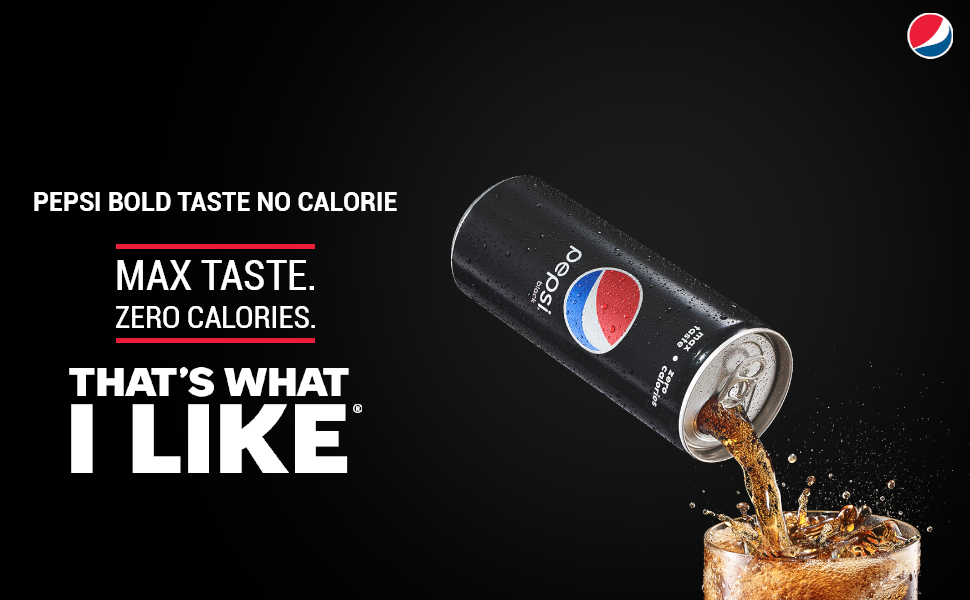 PEPSI BOLD TASTE NO CALORIE
MAX TASTE.
ZERO CALORIES.
THAT'S WHAT
I LIKE®
pepsi
black
max taste • zero calories